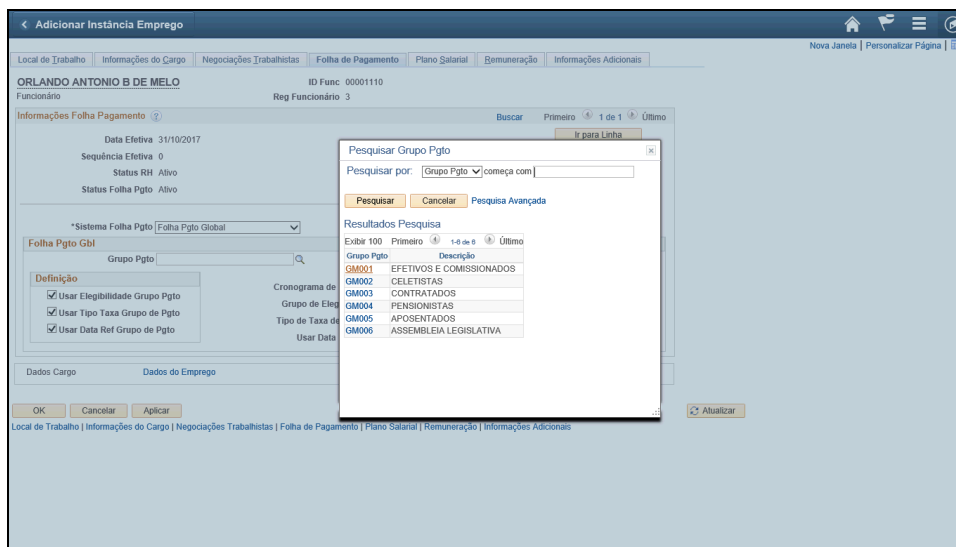 Adicionar Instância Emprego
Nova Janela | Personalizar Página |
Local de Trabalho Informações do Cargo Negociações Trabalhistas Folha de Pagamento Plano Salarial Remuneração Informações Adicionais
ORLANDO ANTONIO B DE MELO ID Func 00001110
Funcionário Reg Funcionário 3
Informações Folha Pagamento Buscar Primeiro 1 de 1 Último
Ir para Linha
Data Efetiva 31/10/2017
Sequência Efetiva 0
Status RH Ativo
Status Folha Pgto Ativo
*Sistema Folha Pgto Folha Pgto Global
Folha Pgto Gbl
Grupo Pgto
Definição
Usar Elegibilidade Grupo Pgto
Usar Tipo Taxa Grupo de Pgto
Usar Data Ref Grupo de Pgto
Cronograma de
Grupo de Eleg
Tipo de Taxa de
Usar Data
Pesquisar Grupo Pgto
Pesquisar por: Grupo Pgto começa com
Pesquisar Cancelar Pesquisa Avançada
Resultados Pesquisa
Exibir 100 Primeiro 1-6 de 6 Último
Grupo Pgto Descrição
GM001 EFETIVOS E COMISSIONADOS
GM002 CELETISTAS
GM003 CONTRATADOS
GM004 PENSIONISTAS
GM005 APOSENTADOS
GM006 ASSEMBLEIA LEGISLATIVA
Dados Cargo Dados do Emprego
OK Cancelar Aplicar Atualizar
Local de Trabalho | Informações do Cargo | Negociações Trabalhistas | Folha de Pagamento | Plano Salarial | Remuneração | Informações Adicionais